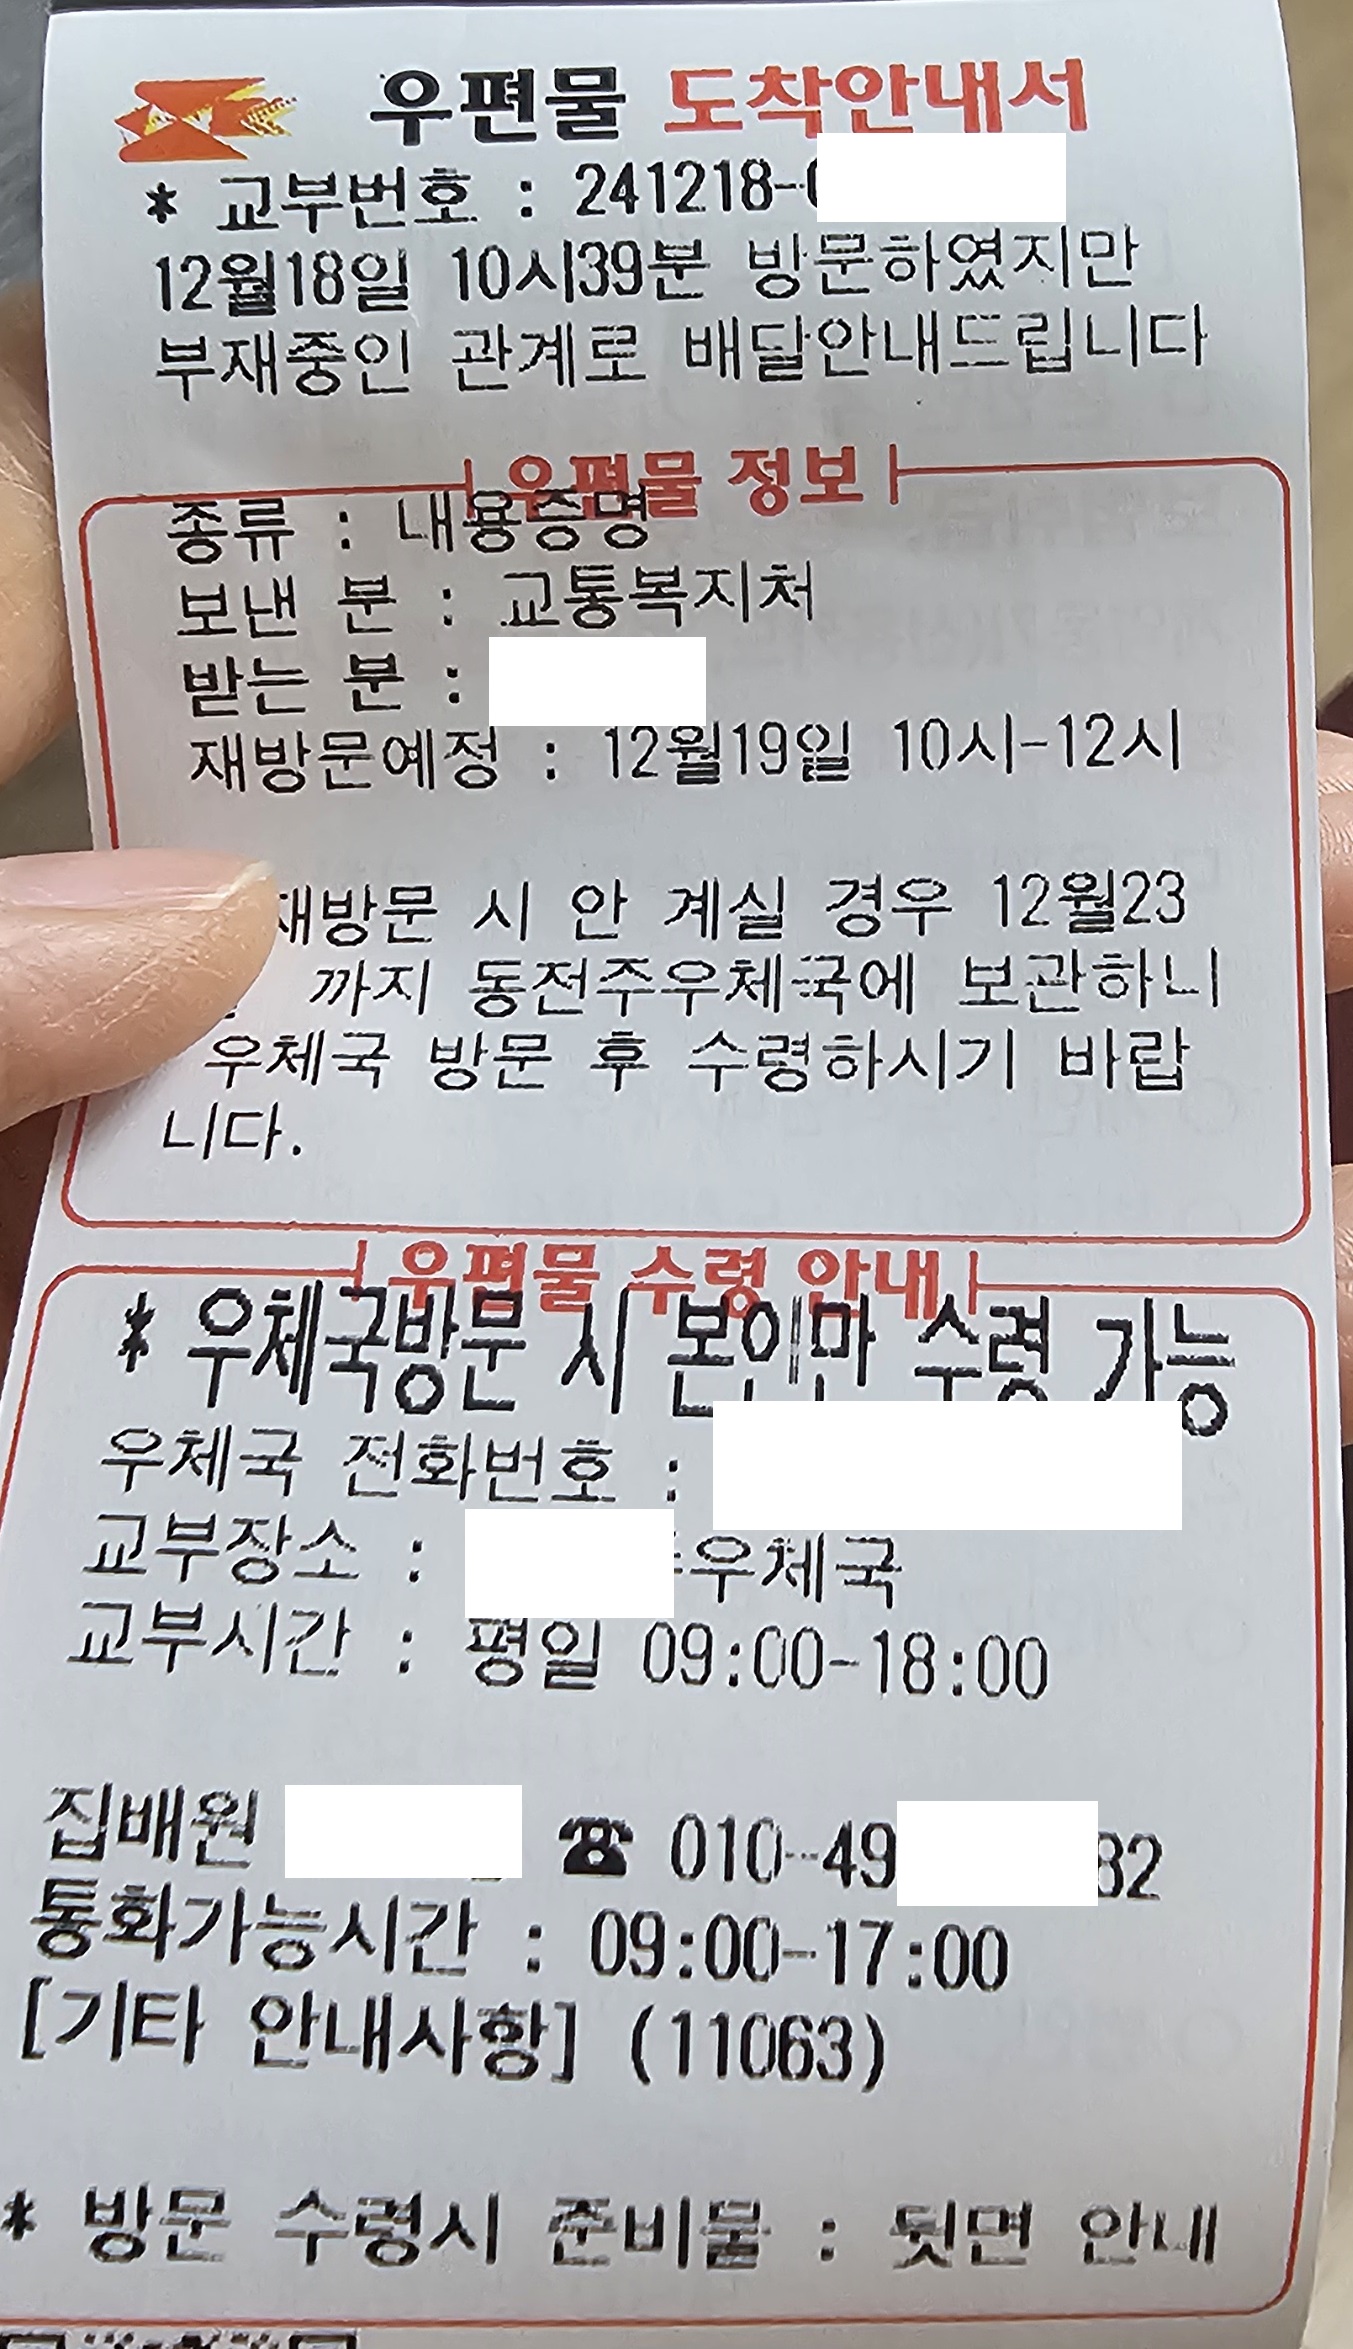 우편물 도착안내서
* 교부번호 : 241218-
12월18일 10시39분 방문하였지만
부재중인 관계로 배달안내드립니다
우편물 정보
종류 : 내용증명
보낸 분 : 교통복지처
받는 분 :
재방문예정 : 12월19일 10시-12시
재방문 시 안 계실 경우 12월23
까지 동전주우체국에 보관하니
우체국 방문 후 수령하시기 바랍
니다.
우편물 수령 안내
* 우체국방문 시 본인만 수령 가능
우체국 전화번호 :
교부장소 : 우체국
교부시간 : 평일 09:00-18:00
집배원 ☎ 010-49 82
통화가능시간 : 09:00-17:00
[기타 안내사항] (11063)
* 방문 수령시 준비물 : 뒷면 안내